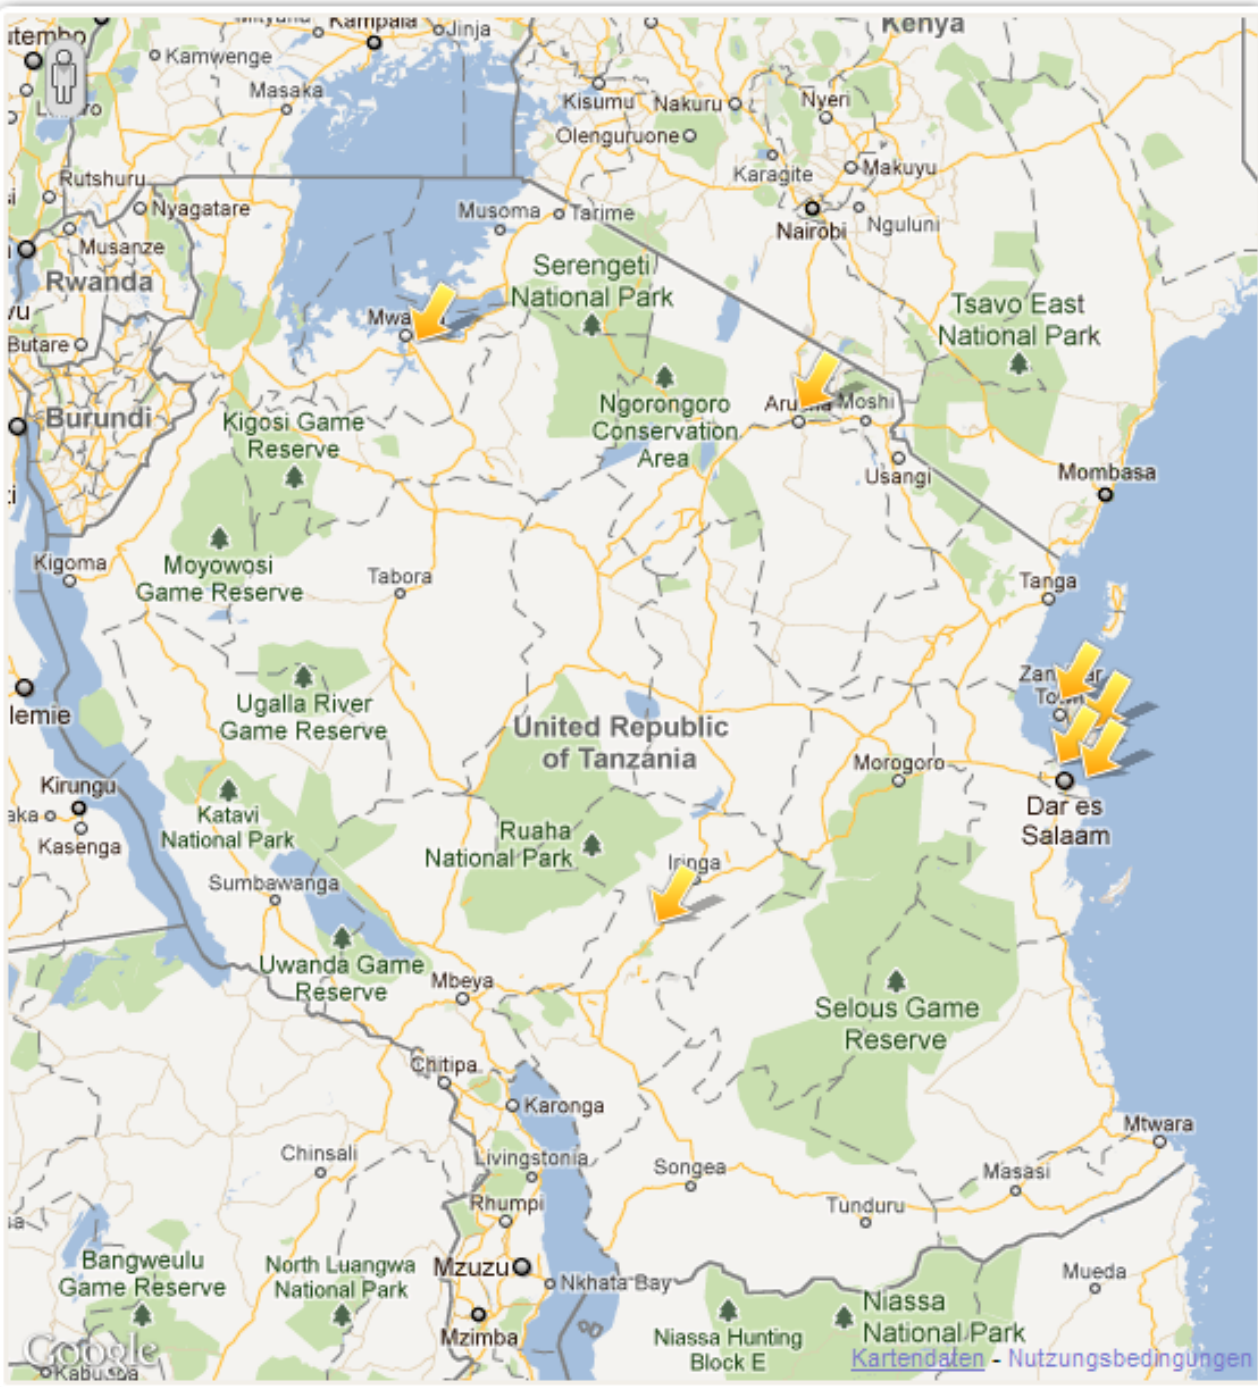 Kampala
Jinja
Kenya
Kamwenge
Masaka
Kisumu
Nakuru
Nyeri
Olenguruone
Karagite
Makuyu
Rutshuru
Nyagatare
Musoma
Tarime
Nairobi
Nguluni
Musanze
Rwanda
Serengeti
National Park
Tsavo East
National Park
Butare
Burundi
Kigosi Game
Reserve
Ngorongoro
Conservation
Area
Moshi
Usangi
Mombasa
Kigoma
Moyowosi
Game Reserve
Tabora
Tanga
Ugalla River
Game Reserve
United Republic
of Tanzania
lemie
Morogoro
Kirungu
Katavi
National Park
Kasenga
Dar es
Salaam
Ruaha
National Park
Iringa
Sumbawanga
Uwanda Game
Reserve
Mbeya
Selous Game
Reserve
Chitipa
Karonga
Mtwara
Chinsali
Livingstonia
Songea
Masasi
Rhumpi
Tunduru
Bangweulu
Game Reserve
North Luangwa
National Park
Mzuzu
Nkhata Bay
Mueda
Niassa
National Park
Mzimba
Niassa Hunting
Block E
Google
Kartendaten - Nutzungsbedingungen